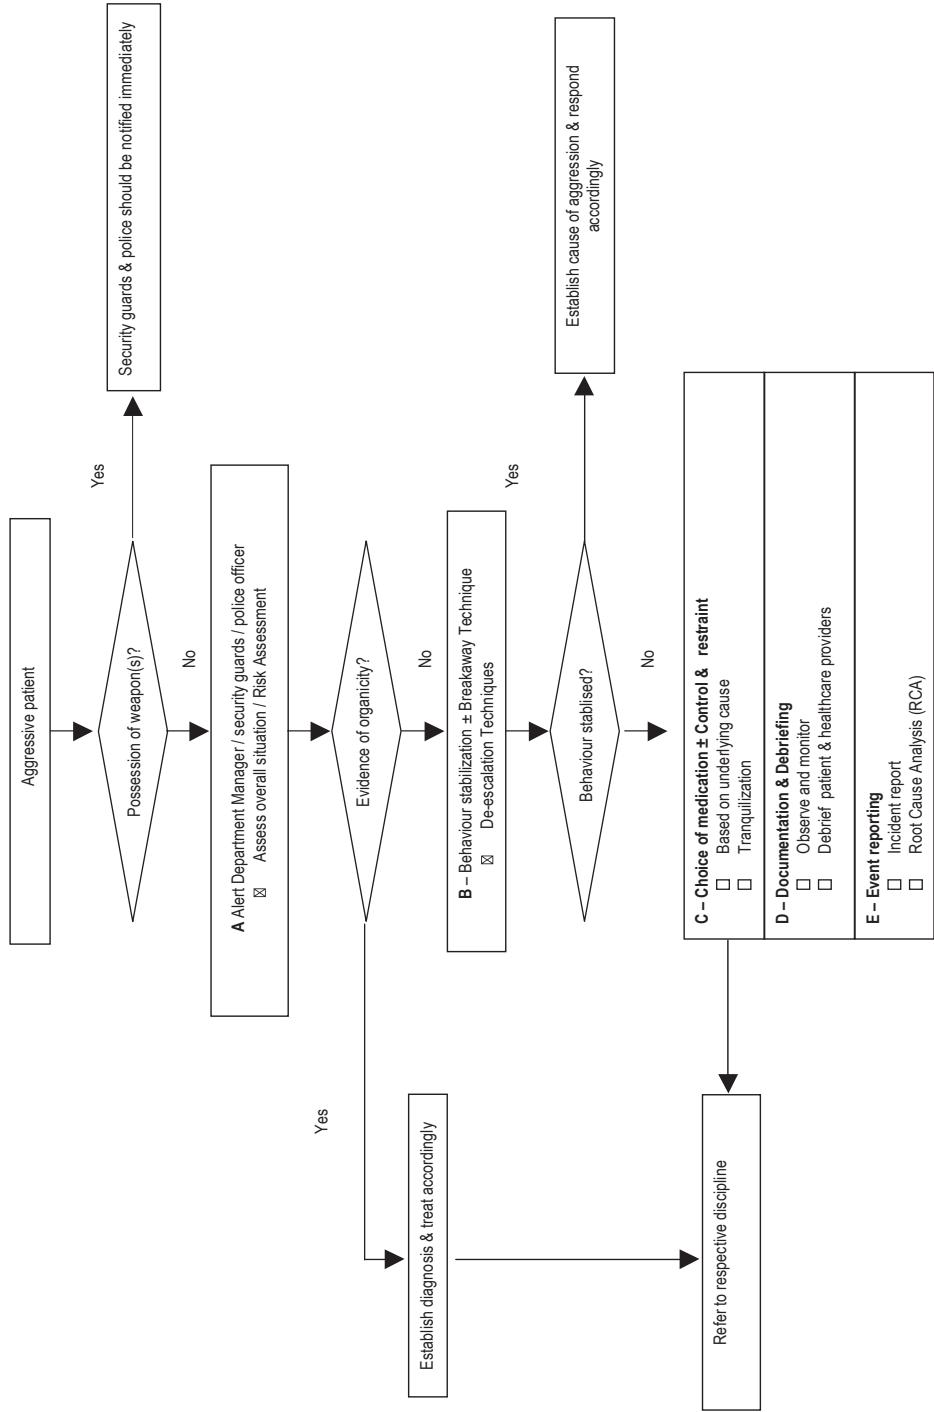 Aggressive patient
Possession of weapon(s)?
Yes
Security guards & police should be notified immediately
No
A Alert Department Manager / security guards / police officer
☒ Assess overall situation / Risk Assessment
Evidence of organicity?
Yes
Establish diagnosis & treat accordingly
No
B – Behaviour stabilization ± Breakaway Technique
☒ De-escalation Techniques
Behaviour stablised?
Yes
Establish cause of aggression & respond
accordingly
No
C – Choice of medication ± Control & restraint
☐ Based on underlying cause
☐ Tranquilization
D – Documentation & Debriefing
☐ Observe and monitor
☐ Debrief patient & healthcare providers
E – Event reporting
☐ Incident report
☐ Root Cause Analysis (RCA)
Refer to respective discipline